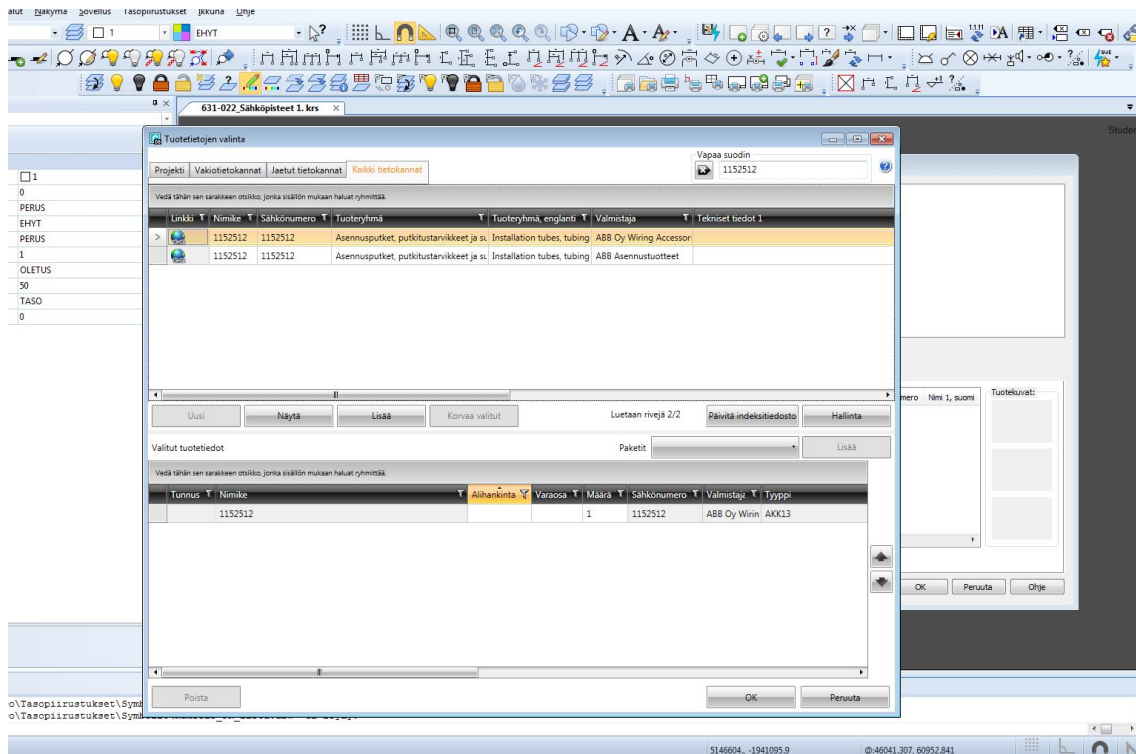 alut Näkymä Sovellus Tasopiirustukset Ikkuna Ohje
1 EHYT
631-022_Sähköpisteet 1. krs
Studen
Tuotetietojen valinta
Vapaa suodin
Projekti Vakiotietokannat Jaetut tietokannat Kaikki tietokannat 1152512
Vedä tähän sen sarakkeen otsikko, jonka sisällön mukaan haluat ryhmittää.
Linkki Nimike Sähkönumero Tuoteryhmä Tuoteryhmä, englanti Valmistaja Tekniset tiedot 1
1152512 1152512 Asennusputket, putkitustarvikkeet ja su Installation tubes, tubing ABB Oy Wiring Accessor
1152512 1152512 Asennusputket, putkitustarvikkeet ja su Installation tubes, tubing ABB Asennustuotteet
1
0
PERUS
EHYT
PERUS
1
OLETUS
50
TASO
0
Uusi Näytä Lisää Korvaa valitut Luetaan rivejä 2/2 Päivitä indeksitiedosto Hallinta
Valitut tuotetiedot Paketit Lisää
Vedä tähän sen sarakkeen otsikko, jonka sisällön mukaan haluat ryhmittää.
Tunnus Nimike Alihankinta Varaosa Määrä Sähkönumero Valmistaja Tyyppi
1152512 1 1152512 ABB Oy Wirin AKK13
mero Nimi 1, suomi Tuotekuvat:
OK Peruuta Ohje
Poista OK Peruuta
o\Tasopiirustukset\Symb
o\Tasopiirustukset\Symb
5146604., -1941095.9 @:46041.307, 60952.841